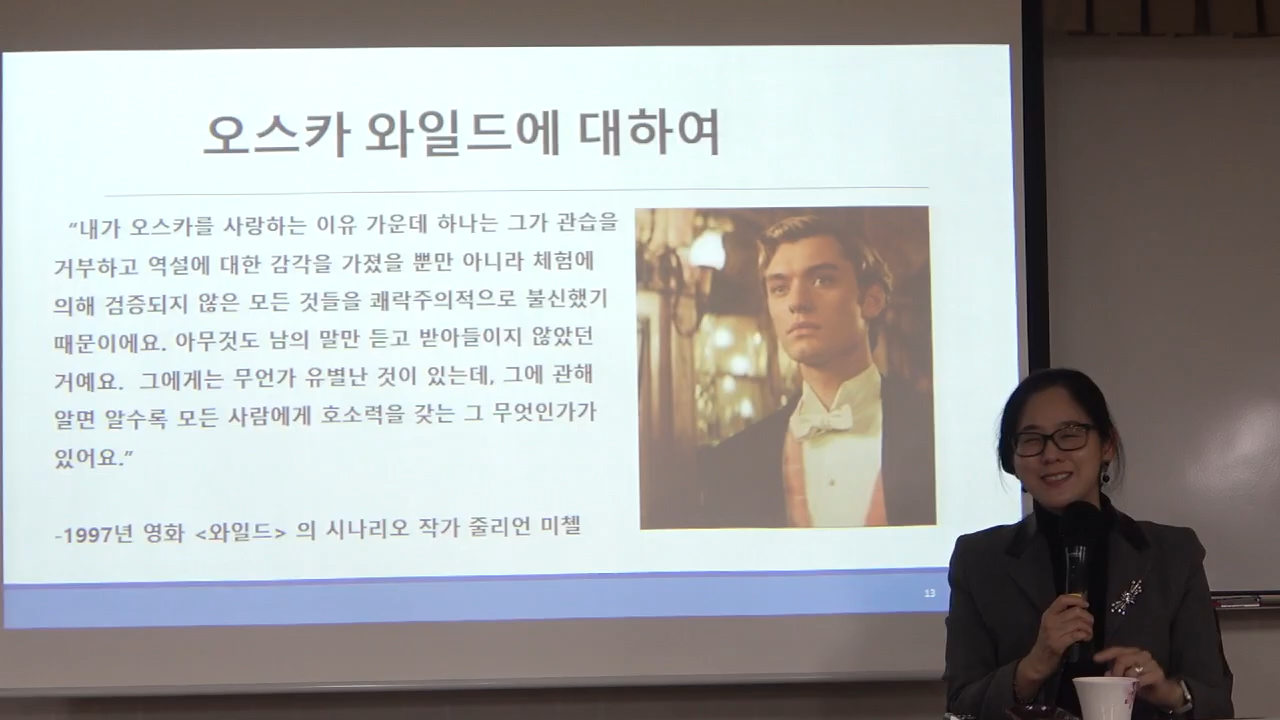 오스카 와일드에 대하여
“내가 오스카를 사랑하는 이유 가운데 하나는 그가 관습을
거부하고 역설에 대한 감각을 가졌을 뿐만 아니라 체험에
의해 검증되지 않은 모든 것들을 쾌락주의적으로 불신했기
때문이에요. 아무것도 남의 말만 듣고 받아들이지 않았던
거예요. 그에게는 무언가 유별난 것이 있는데, 그에 관해
알면 알수록 모든 사람에게 호소력을 갖는 그 무엇인가가
있어요.”
-1997년 영화 <와일드> 의 시나리오 작가 줄리언 미첼
13